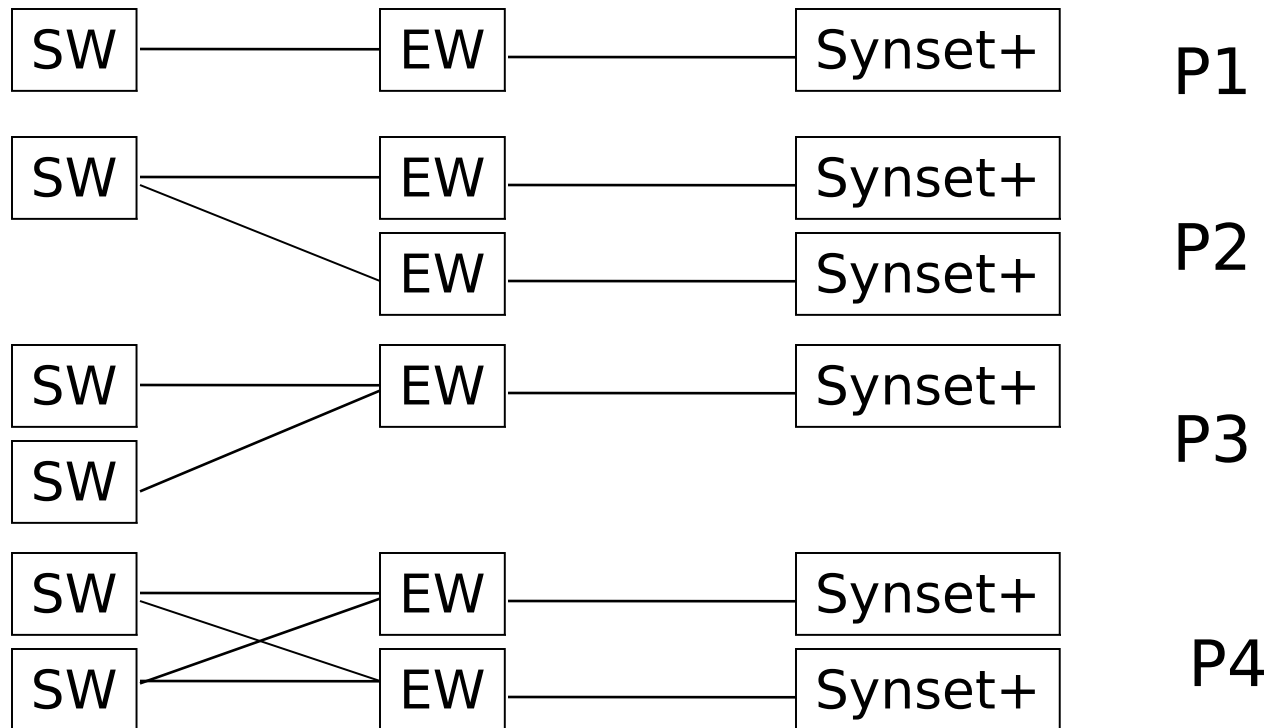 SW EW Synset+ P1
SW EW Synset+
P2
EW Synset+
SW EW Synset+
P3
SW
SW EW Synset+
P4
SW EW Synset+